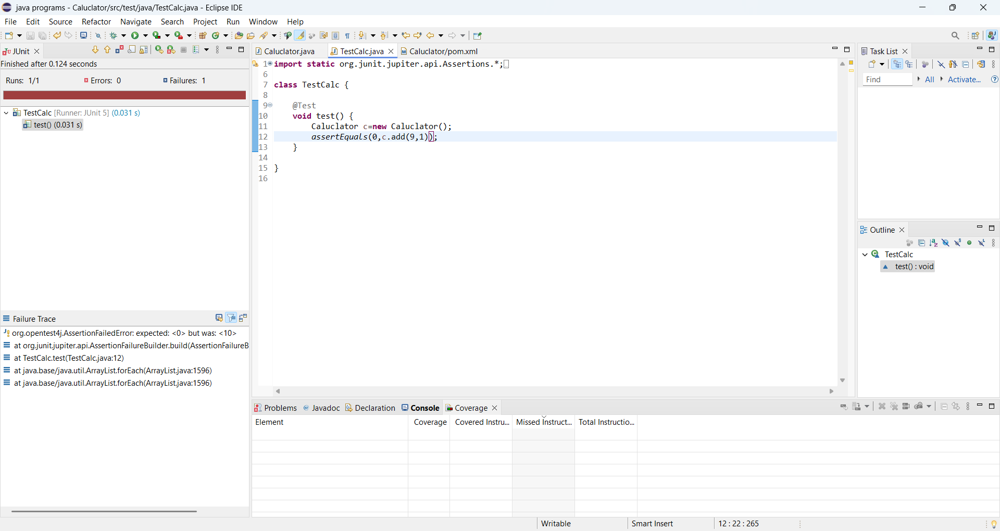 java programs - Caluclator/src/test/java/TestCalc.java - Eclipse IDE
File Edit Source Refactor Navigate Search Project Run Window Help
JUnit
Finished after 0.124 seconds
Runs: 1/1 Errors: 0 Failures: 1
TestCalc [Runner: JUnit 5] (0.031 s)
test() (0.031 s)
Failure Trace
org.opentest4j.AssertionFailedError: expected: <0> but was: <10>
at org.junit.jupiter.api.AssertionFailureBuilder.build(AssertionFailureB
at TestCalc.test(TestCalc.java:12)
at java.base/java.util.ArrayList.forEach(ArrayList.java:1596)
at java.base/java.util.ArrayList.forEach(ArrayList.java:1596)
Caluclator.java TestCalc.java Caluclator/pom.xml
1 import static org.junit.jupiter.api.Assertions.*;
6
7 class TestCalc {
8
9 @Test
10 void test() {
11 Caluclator c=new Caluclator();
12 assertEquals(0,c.add(9,1));
13 }
14
15 }
16
Problems Javadoc Declaration Console Coverage
Element Coverage Covered Instru... Missed Instruct... Total Instructio...
Task List
Find All Activate...
Outline
TestCalc
test() : void
Writable Smart Insert 12 : 22 : 265